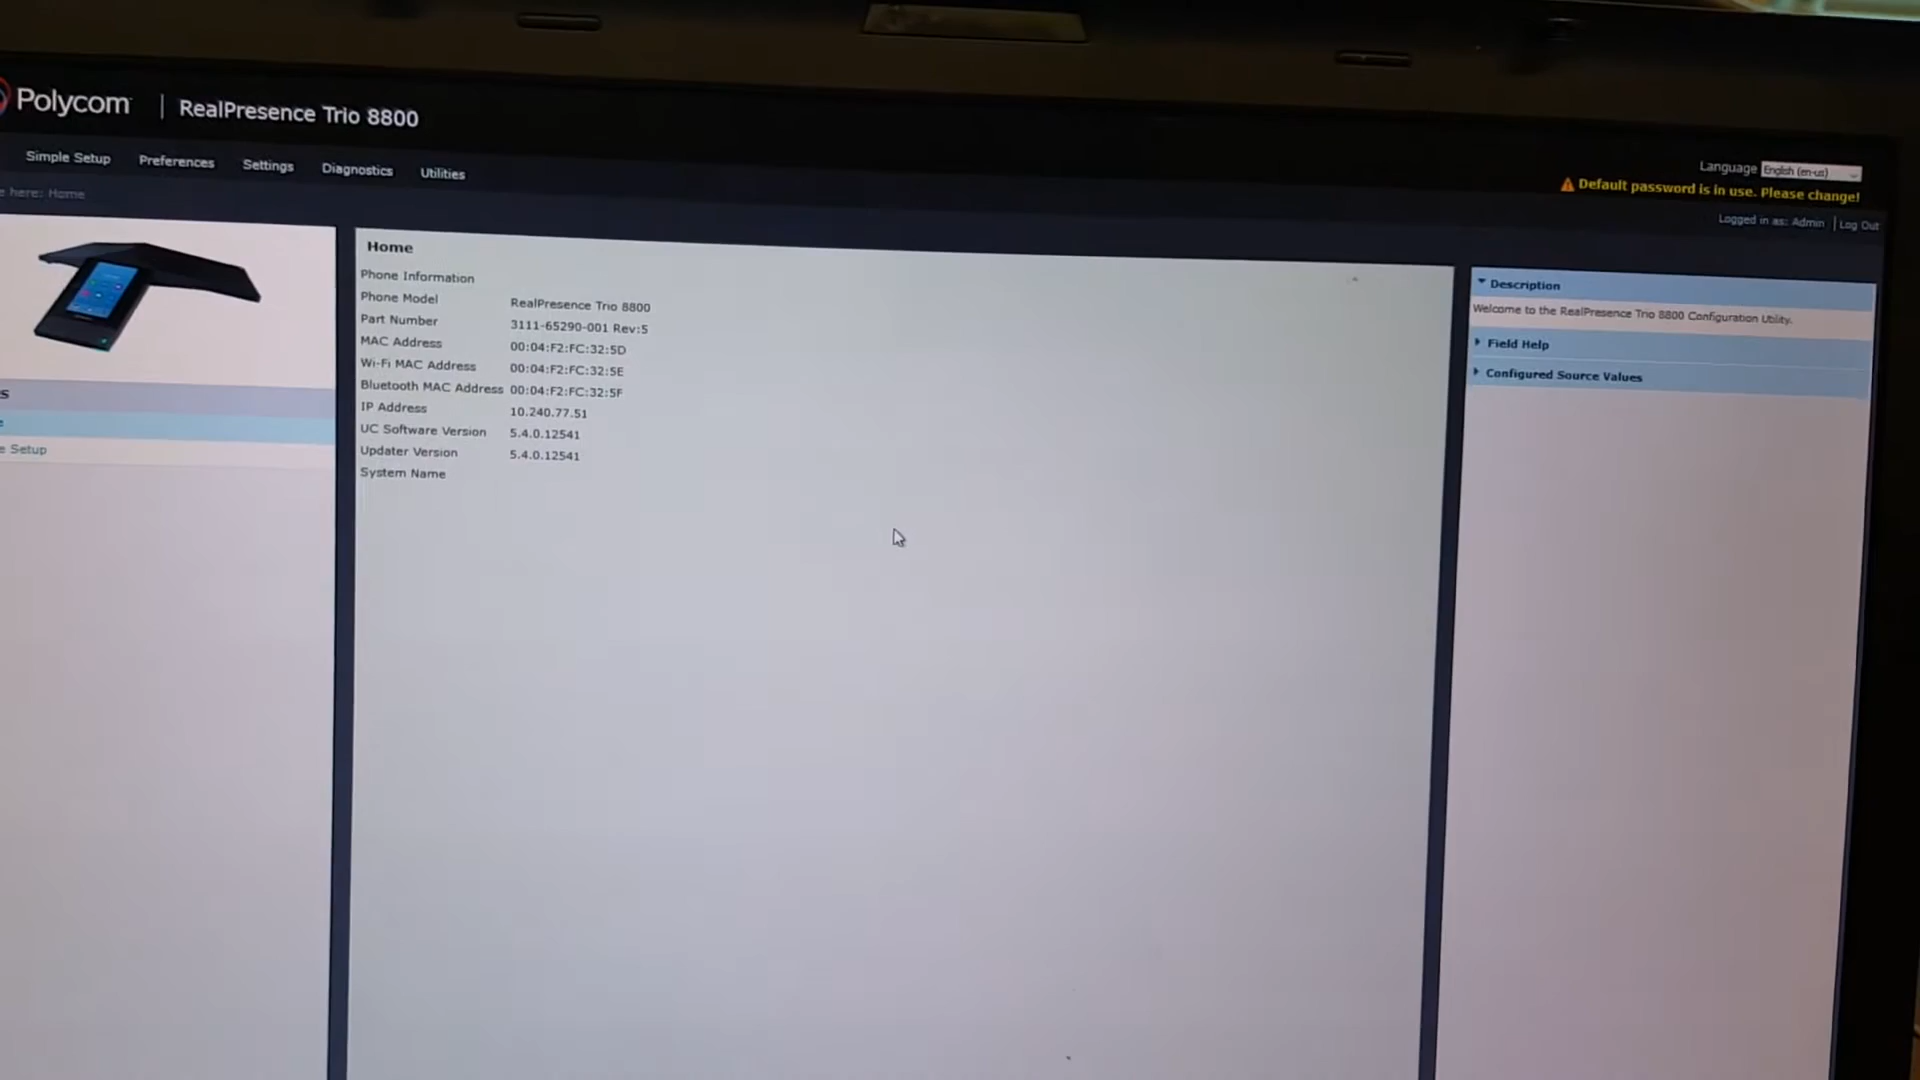 Polycom | RealPresence Trio 8800
Simple Setup Preferences Settings Diagnostics Utilities
Language English (en-us)
Default password is in use. Please change!
here: Home
Logged in as: Admin | Log Out
Home
Phone Information
Phone Model RealPresence Trio 8800
Part Number 3111-65290-001 Rev:5
MAC Address 00:04:F2:FC:32:5D
Wi-Fi MAC Address 00:04:F2:FC:32:5E
Bluetooth MAC Address 00:04:F2:FC:32:5F
IP Address 10.240.77.51
UC Software Version 5.4.0.12541
Updater Version 5.4.0.12541
System Name
Setup
Description
Welcome to the RealPresence Trio 8800 Configuration Utility.
Field Help
Configured Source Values